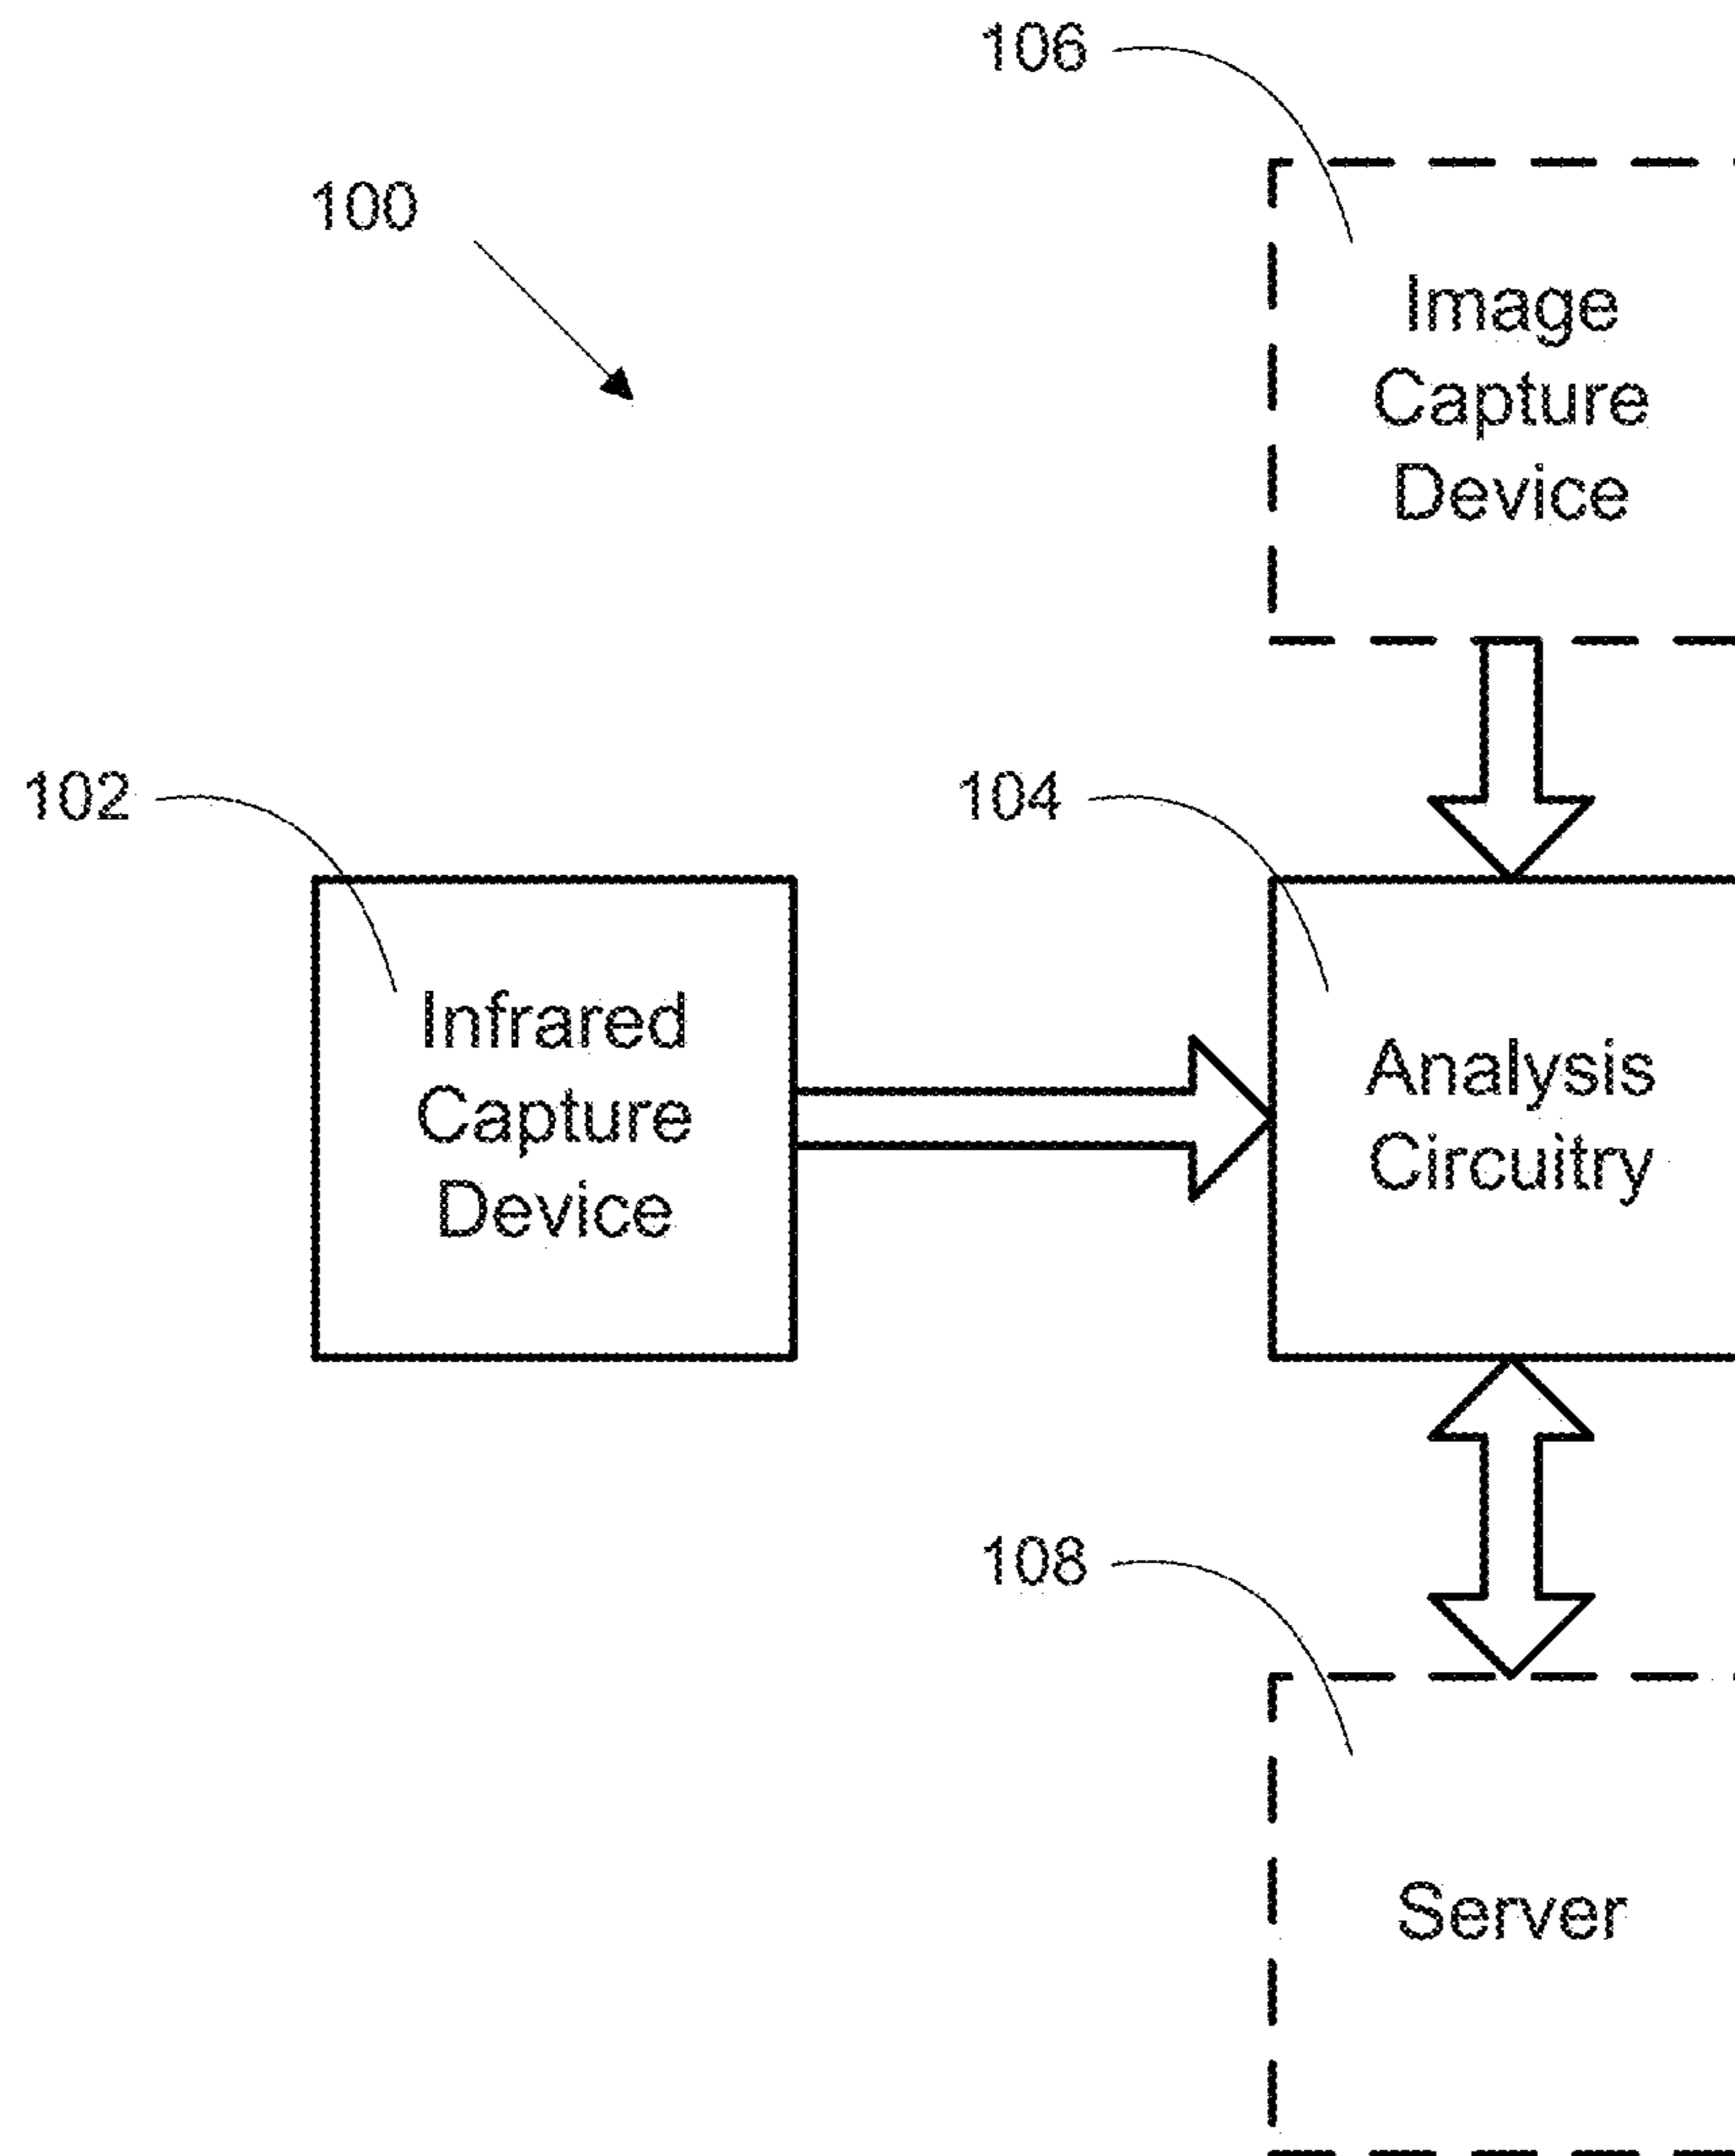 106
100
Image
Capture
Device
102
104
Infrared
Capture
Device
Analysis
Circuitry
108
Server